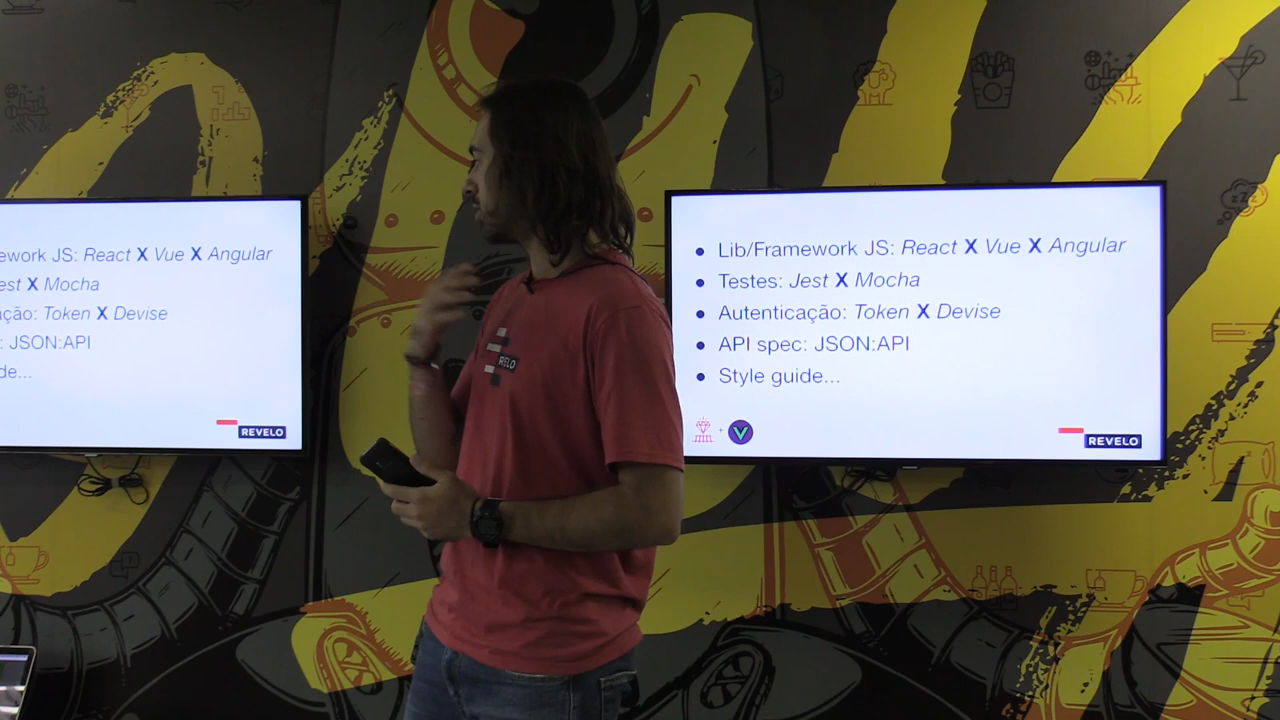 ework JS: React X Vue X Angular
est X Mocha
ação: Token X Devise
: JSON:API
de...
REVELO
RELO
Lib/Framework JS: React X Vue X Angular
Testes: Jest X Mocha
Autenticação: Token X Devise
API spec: JSON:API
Style guide...
+
REVELO